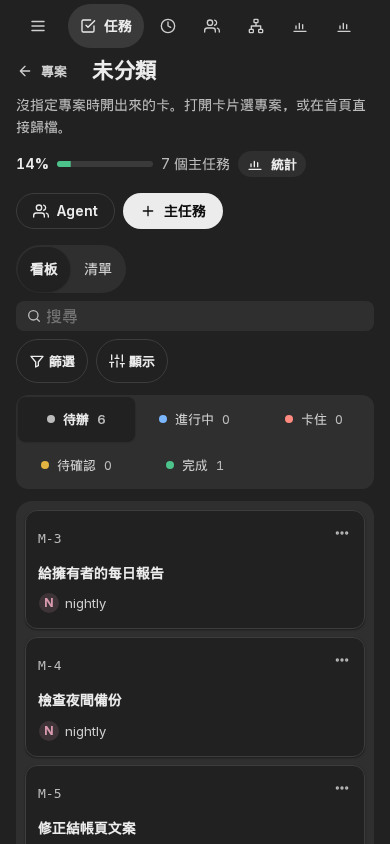 任務
專案
未分類
沒指定專案時開出來的卡。打開卡片選專案，或在首頁直
接歸檔。
14% 7 個主任務 統計
Agent 主任務
看板 清單
搜尋
篩選 顯示
待辦 6 進行中 0 卡住 0
待確認 0 完成 1
M-3
給擁有者的每日報告
N nightly
M-4
檢查夜間備份
N nightly
M-5
修正結帳頁文案